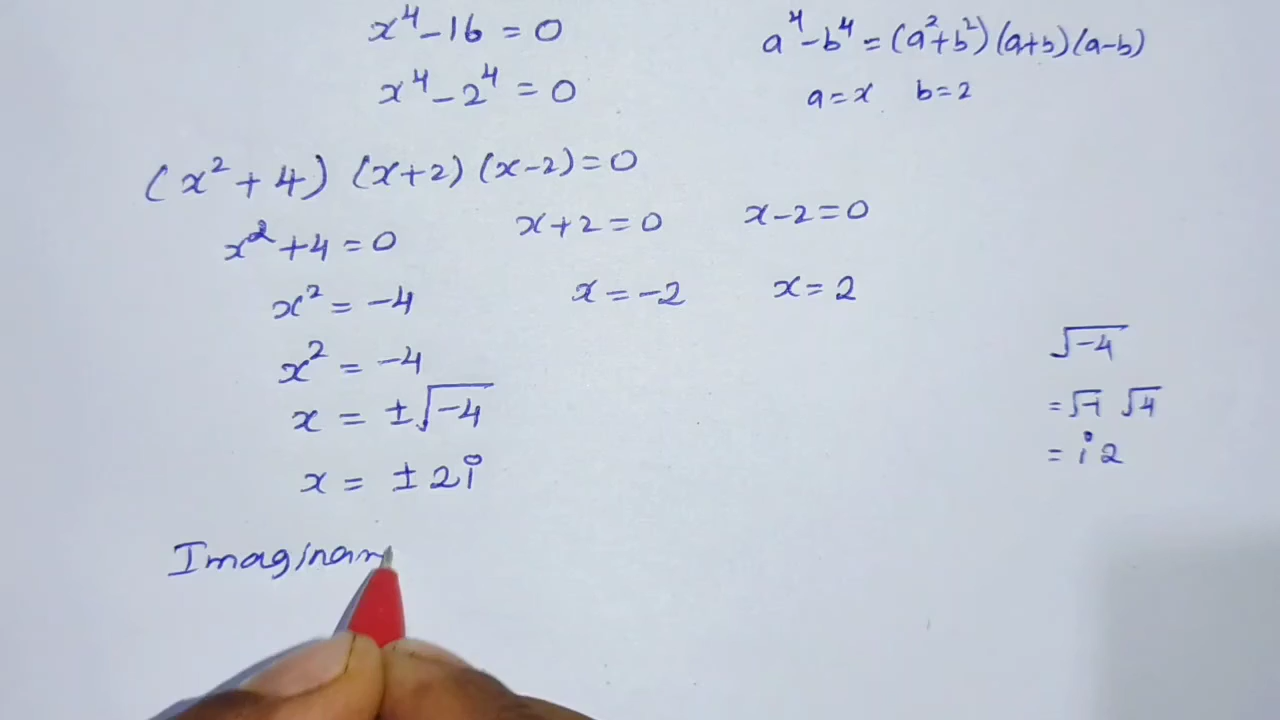 x⁴-16 = 0
x⁴-2⁴ = 0
a⁴-b⁴ = (a²+b²)(a+b)(a-b)
a=x b=2
(x²+4) (x+2) (x-2)=0
x²+4=0
x+2=0
x-2=0
x² = -4
x=-2
x=2
x² = -4
x = ±√-4
x = ±2i
√-4
=√-1 √4
= i2
Imaginar